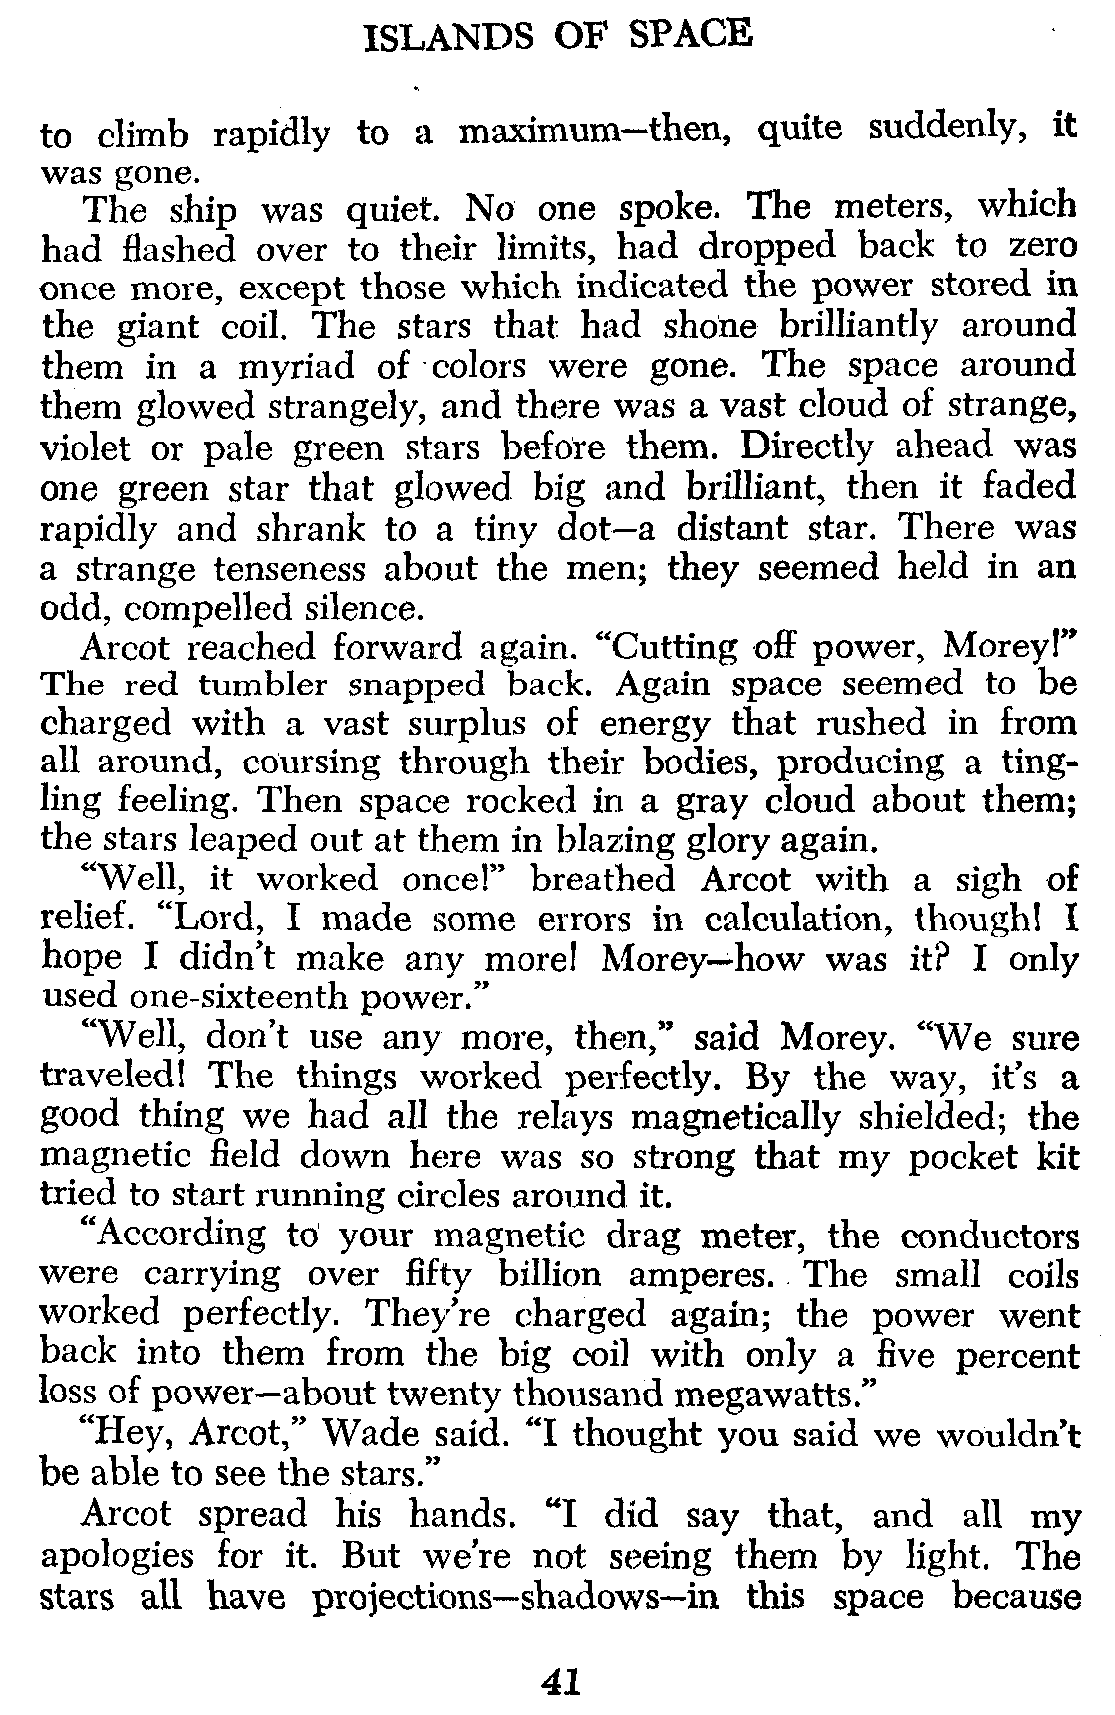 ISLANDS OF SPACE
to climb rapidly to a maximum—then, quite suddenly, it
was gone.
The ship was quiet. No one spoke. The meters, which
had flashed over to their limits, had dropped back to zero
once more, except those which indicated the power stored in
the giant coil. The stars that had shone brilliantly around
them in a myriad of colors were gone. The space around
them glowed strangely, and there was a vast cloud of strange,
violet or pale green stars before them. Directly ahead was
one green star that glowed big and brilliant, then it faded
rapidly and shrank to a tiny dot—a distant star. There was
a strange tenseness about the men; they seemed held in an
odd, compelled silence.
Arcot reached forward again. “Cutting off power, Morey!”
The red tumbler snapped back. Again space seemed to be
charged with a vast surplus of energy that rushed in from
all around, coursing through their bodies, producing a ting-
ling feeling. Then space rocked in a gray cloud about them;
the stars leaped out at them in blazing glory again.
“Well, it worked once!” breathed Arcot with a sigh of
relief. “Lord, I made some errors in calculation, though! I
hope I didn’t make any more! Morey—how was it? I only
used one-sixteenth power.”
“Well, don’t use any more, then,” said Morey. “We sure
traveled! The things worked perfectly. By the way, it’s a
good thing we had all the relays magnetically shielded; the
magnetic field down here was so strong that my pocket kit
tried to start running circles around it.
“According to your magnetic drag meter, the conductors
were carrying over fifty billion amperes. The small coils
worked perfectly. They’re charged again; the power went
back into them from the big coil with only a five percent
loss of power—about twenty thousand megawatts.”
“Hey, Arcot,” Wade said. “I thought you said we wouldn’t
be able to see the stars.”
Arcot spread his hands. “I did say that, and all my
apologies for it. But we’re not seeing them by light. The
stars all have projections—shadows—in this space because
41